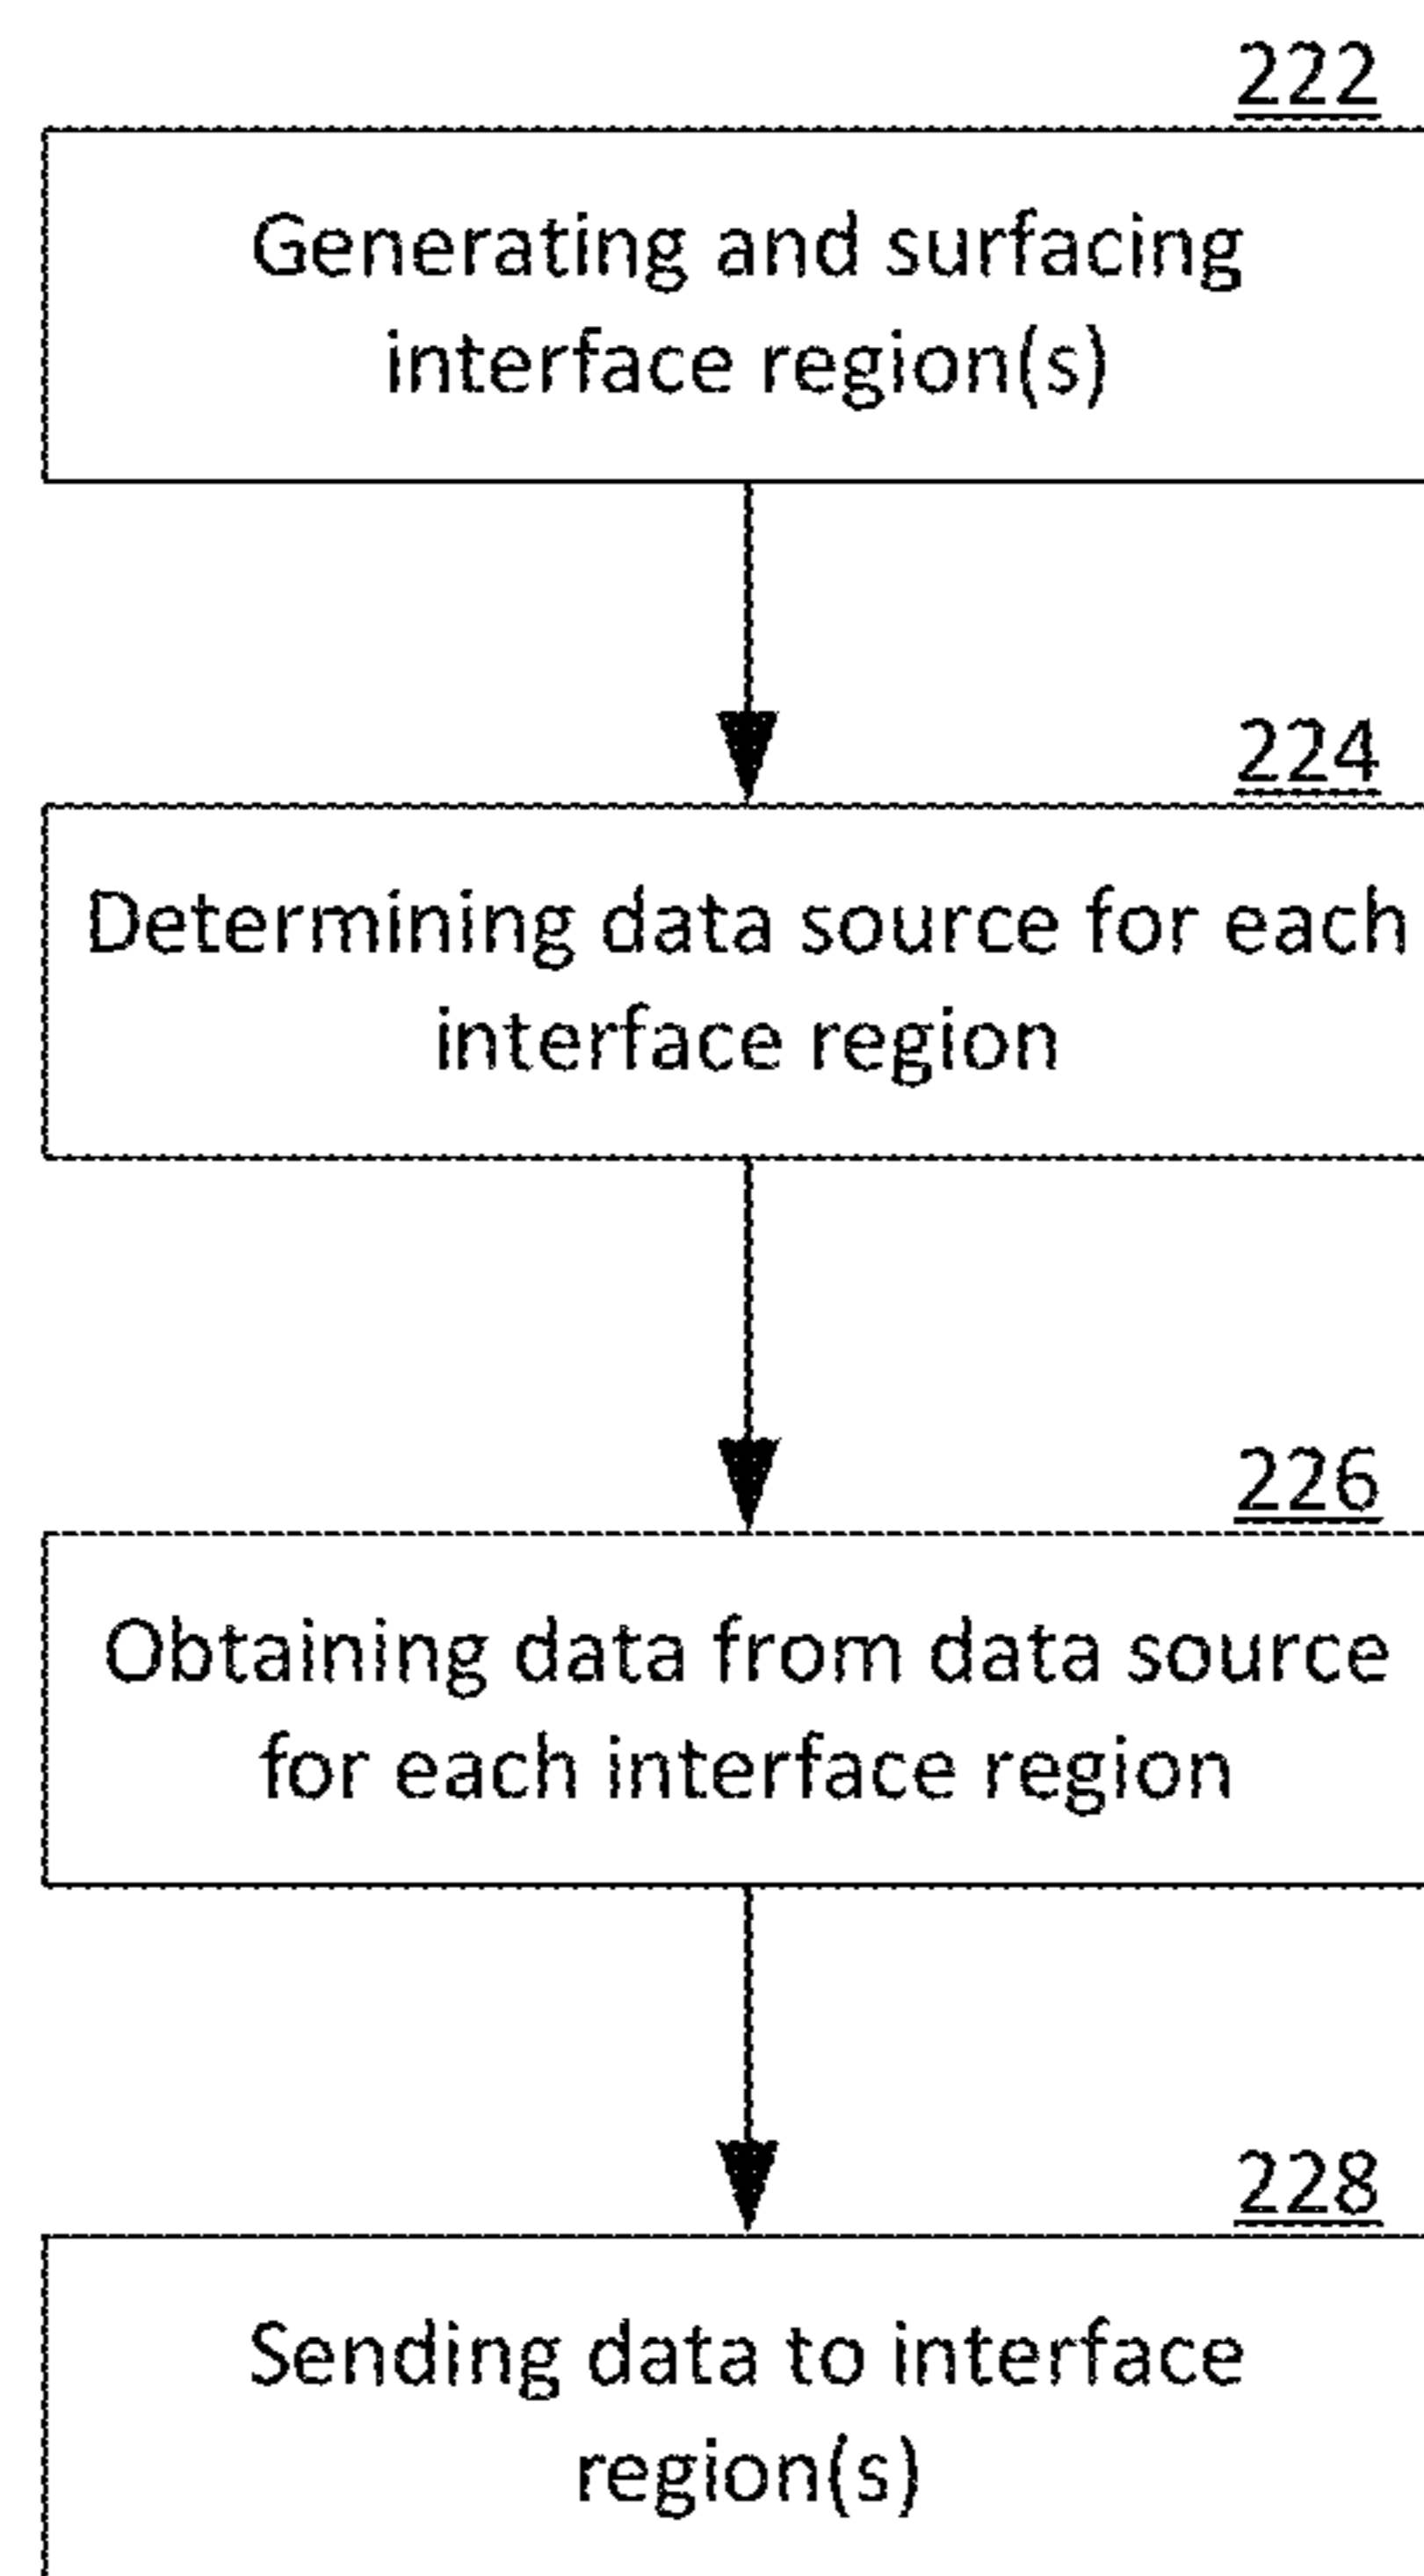 222
Generating and surfacing
interface region(s)
224
Determining data source for each
interface region
226
Obtaining data from data source
for each interface region
228
Sending data to interface
region(s)